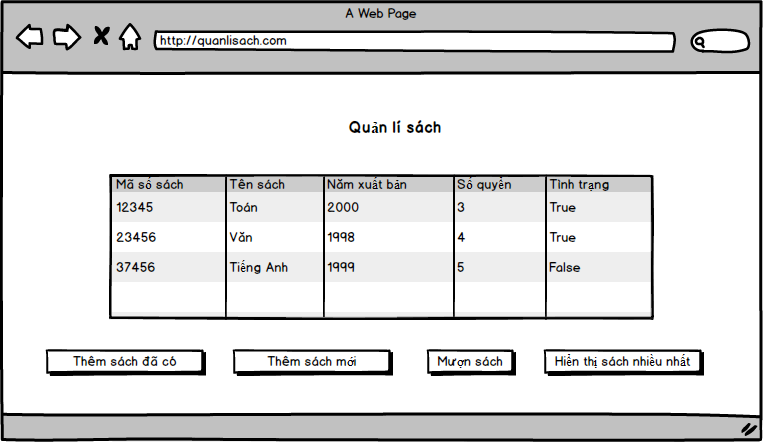 A Web Page
http://quanlisach.com
Quản lí sách
Mã số sách Tên sách Năm xuất bản Số quyển Tình trạng
12345 Toán 2000 3 True
23456 Văn 1998 4 True
37456 Tiếng Anh 1999 5 False
Thêm sách đã có Thêm sách mới Mượn sách Hiển thị sách nhiều nhất